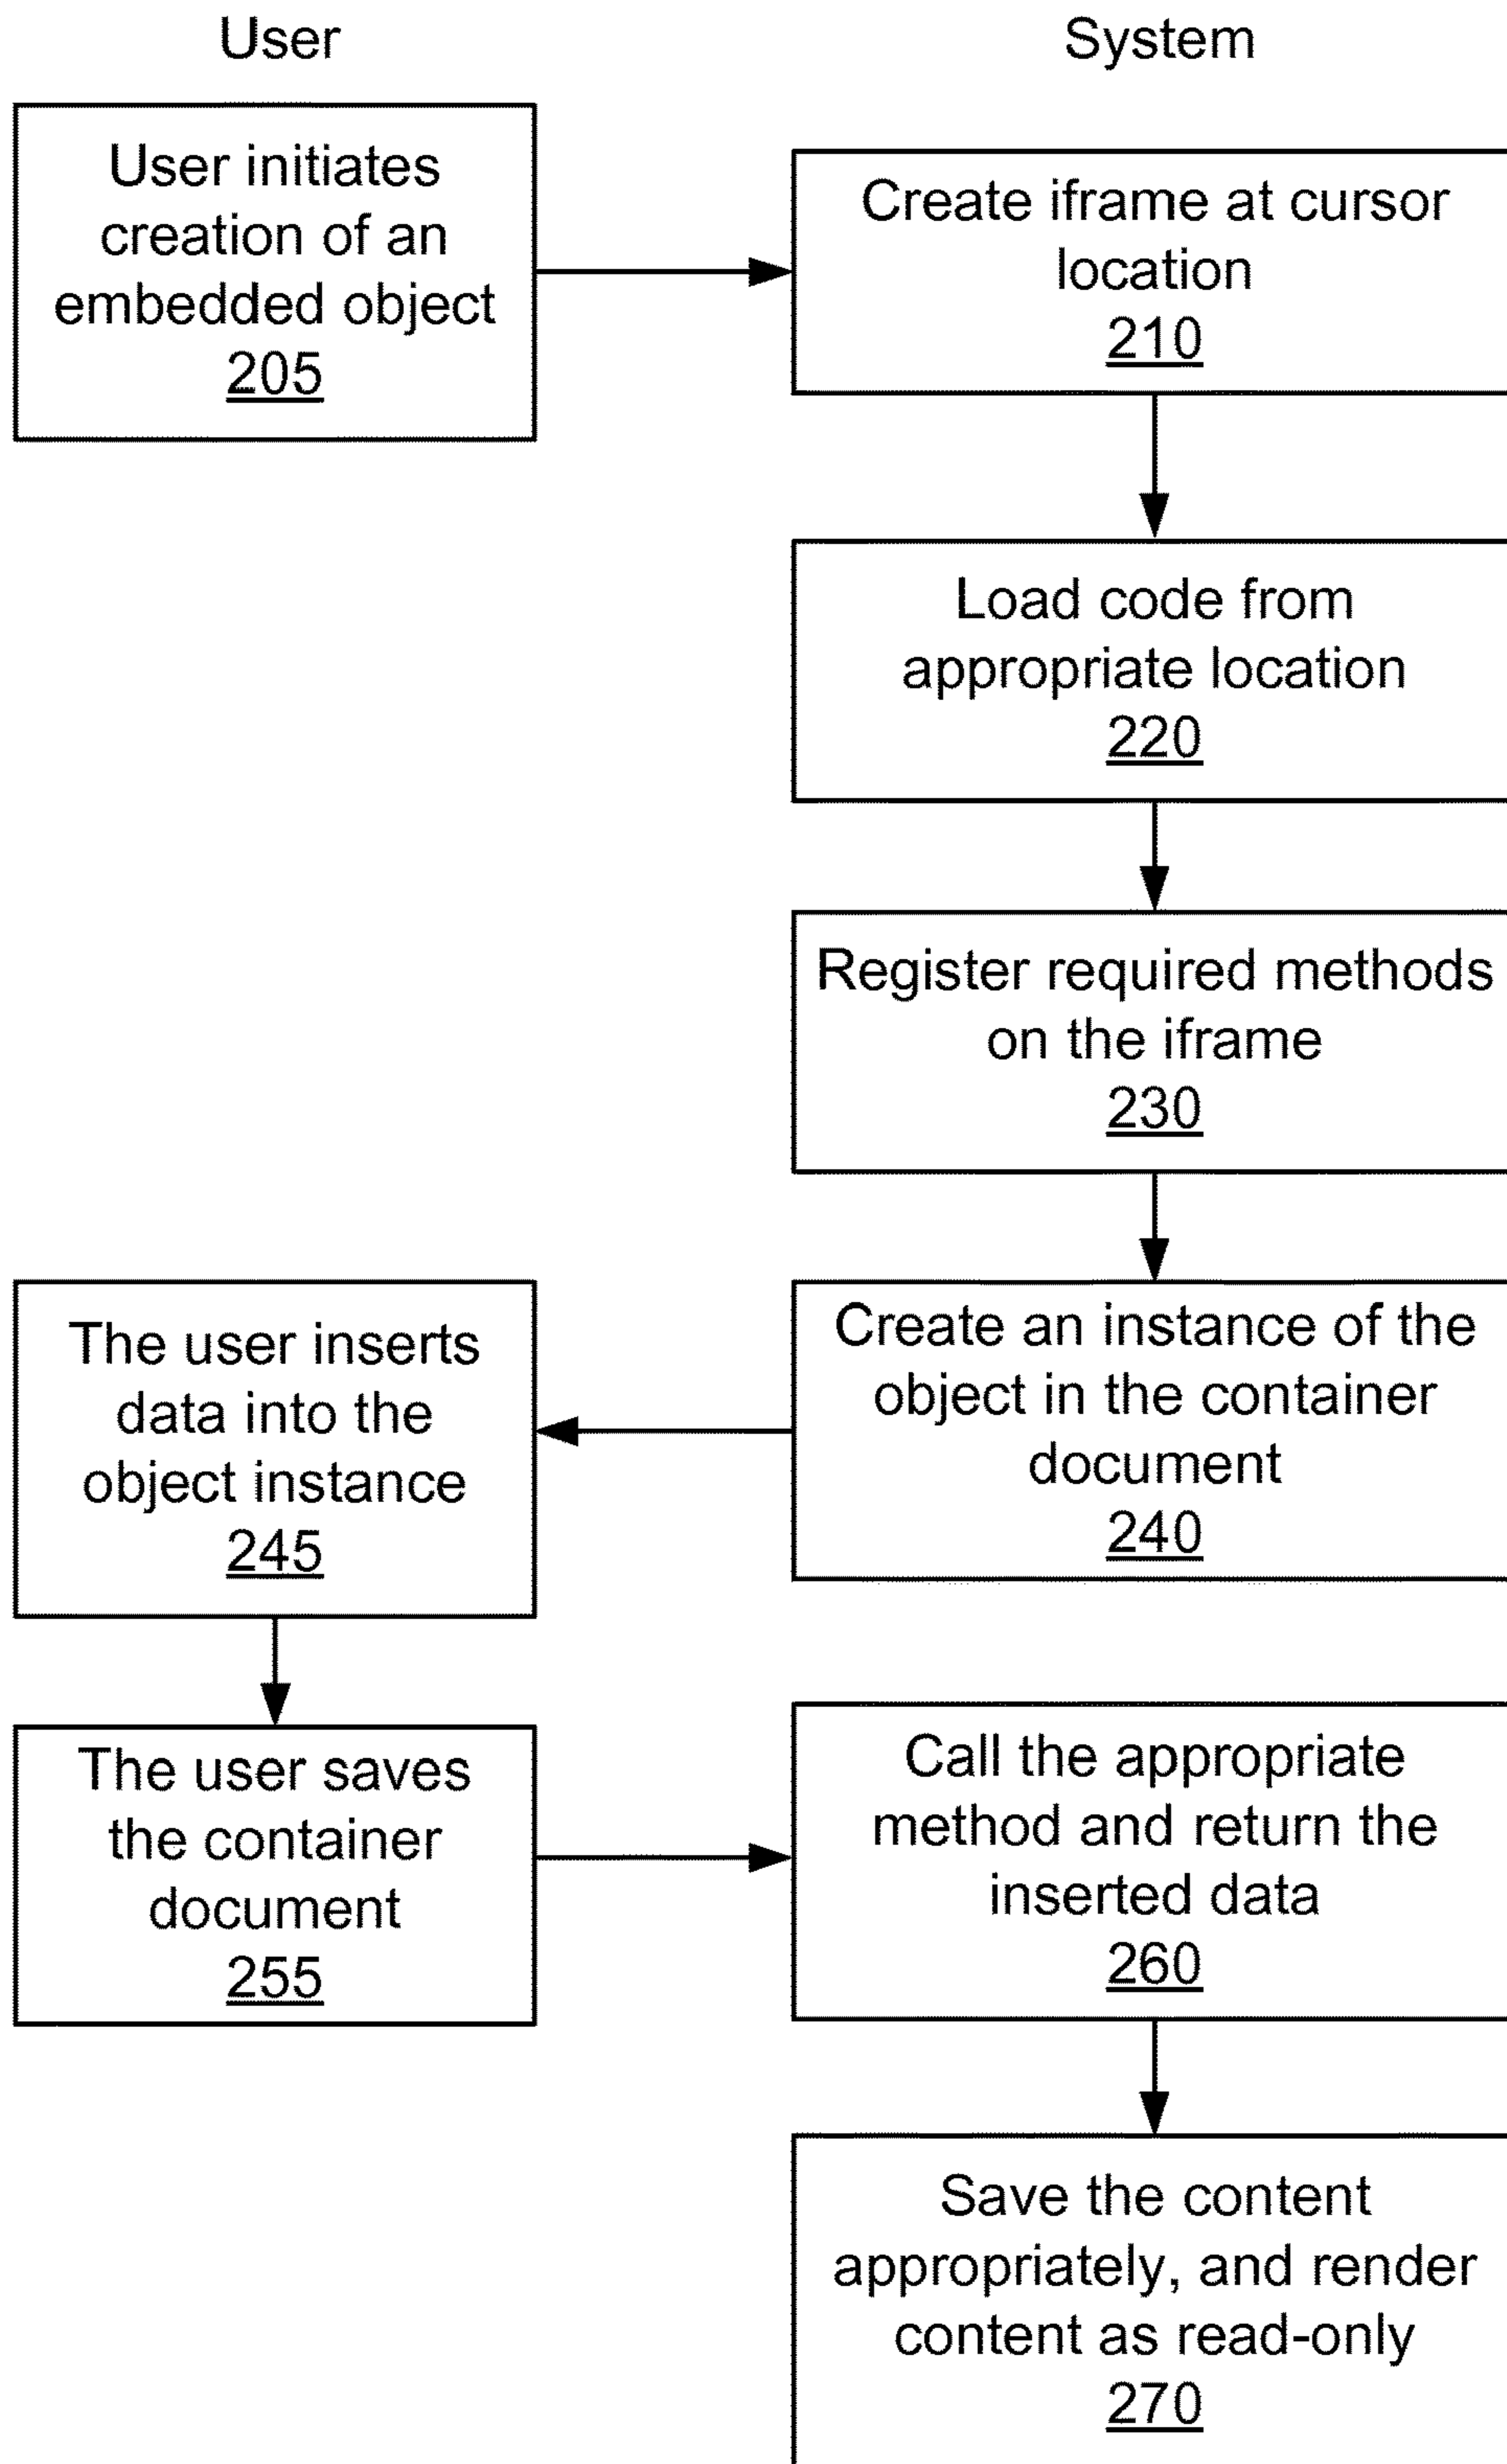 User
System
User initiates
creation of an
embedded object
205
Create iframe at cursor
location
210
Load code from
appropriate location
220
Register required methods
on the iframe
230
Create an instance of the
object in the container
document
240
The user inserts
data into the
object instance
245
The user saves
the container
document
255
Call the appropriate
method and return the
inserted data
260
Save the content
appropriately, and render
content as read-only
270